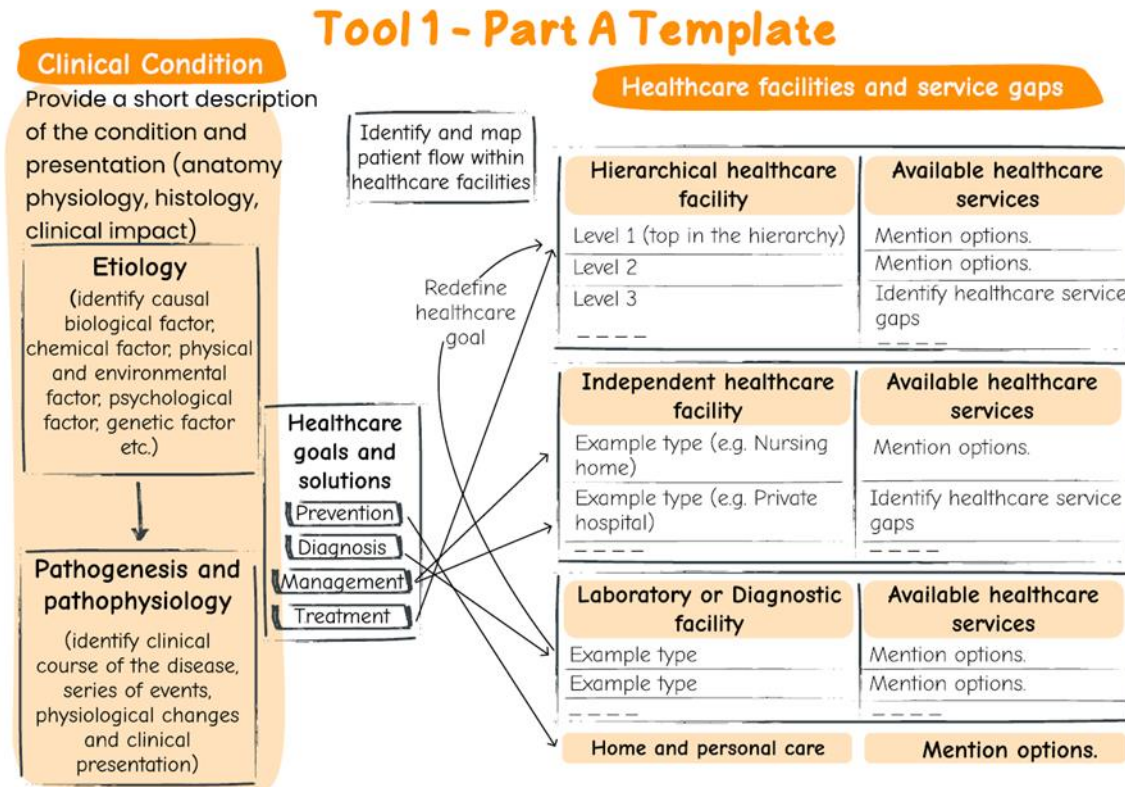 Tool 1 - Part A Template
Clinical Condition
Provide a short description
of the condition and
presentation (anatomy
physiology, histology,
clinical impact)
Etiology
(identify causal
biological factor,
chemical factor, physical
and environmental
factor, psychological
factor, genetic factor
etc.)
Pathogenesis and
pathophysiology
(identify clinical
course of the disease,
series of events,
physiological changes
and clinical
presentation)
Healthcare
goals and
solutions
Prevention
Diagnosis
Management
Treatment
Identify and map
patient flow within
healthcare facilities
Redefine
healthcare
goal
Healthcare facilities and service gaps
Hierarchical healthcare
facility
Available healthcare
services
Level 1 (top in the hierarchy)
Mention options.
Level 2
Mention options.
Level 3
Identify healthcare service
gaps
Independent healthcare
facility
Available healthcare
services
Example type (e.g. Nursing
home)
Mention options.
Example type (e.g. Private
hospital)
Identify healthcare service
gaps
Laboratory or Diagnostic
facility
Available healthcare
services
Example type
Mention options.
Example type
Mention options.
Home and personal care
Mention options.